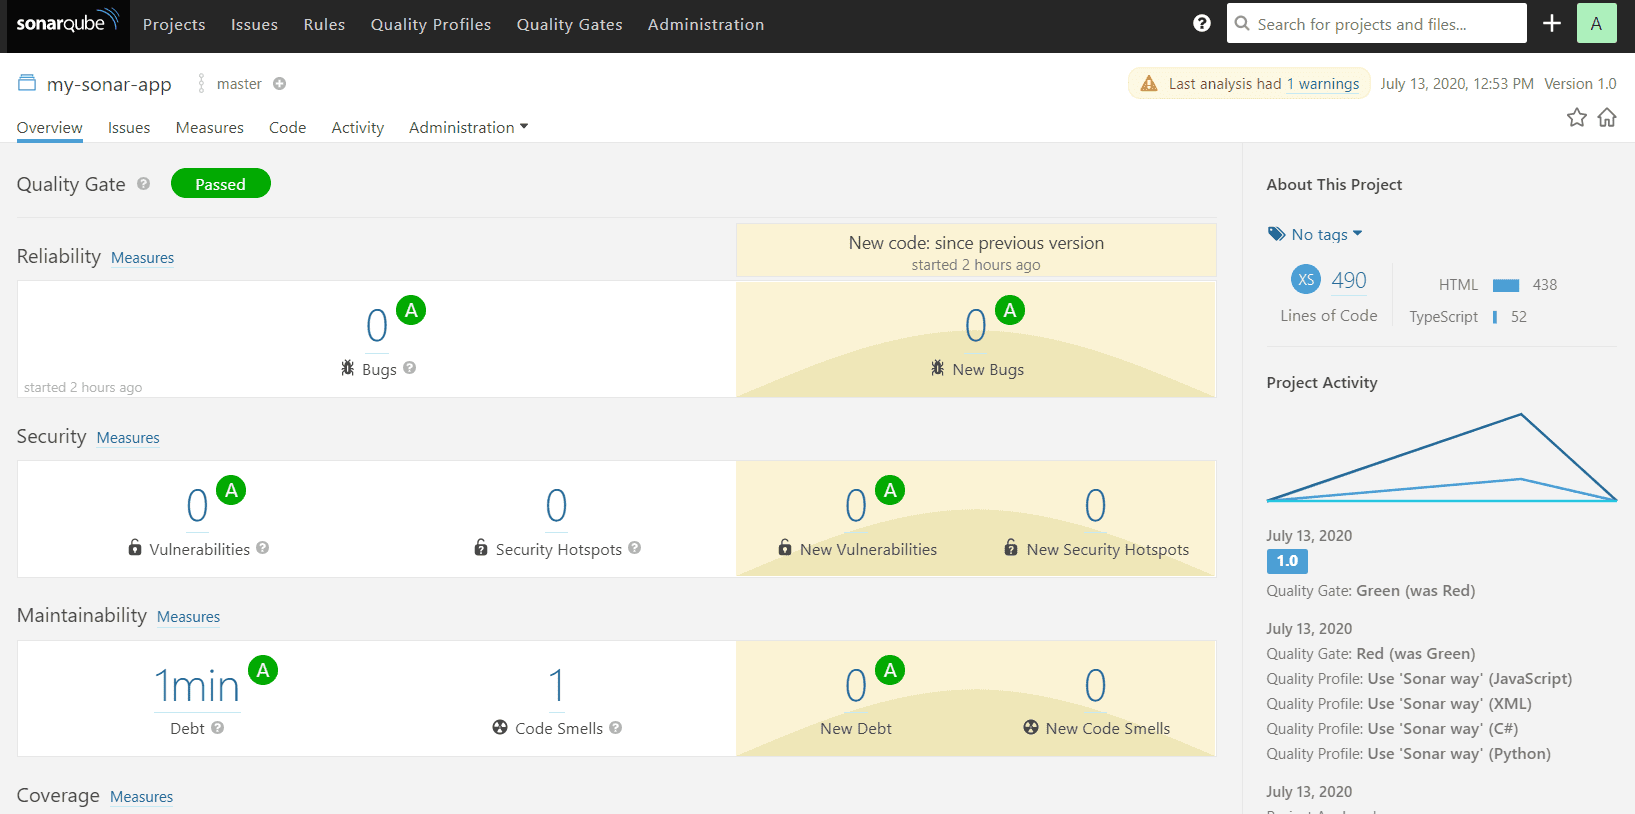 sonarqube Projects Issues Rules Quality Profiles Quality Gates Administration ? Search for projects and files... A
my-sonar-app master Last analysis had 1 warnings July 13, 2020, 12:53 PM Version 1.0
Overview Issues Measures Code Activity Administration
Quality Gate ? Passed
New code: since previous version
started 2 hours ago
Reliability Measures
0 A
Bugs ?
started 2 hours ago
0 A
New Bugs
Security Measures
0 A
Vulnerabilities ?
0
Security Hotspots ?
0 A
New Vulnerabilities
0
New Security Hotspots
Maintainability Measures
1min A
Debt ?
1
Code Smells ?
0 A
New Debt
0
New Code Smells
Coverage Measures
About This Project
No tags
XS 490
Lines of Code
HTML 438
TypeScript 52
Project Activity
July 13, 2020
1.0
Quality Gate: Green (was Red)
July 13, 2020
Quality Gate: Red (was Green)
Quality Profile: Use 'Sonar way' (JavaScript)
Quality Profile: Use 'Sonar way' (XML)
Quality Profile: Use 'Sonar way' (C#)
Quality Profile: Use 'Sonar way' (Python)
July 13, 2020